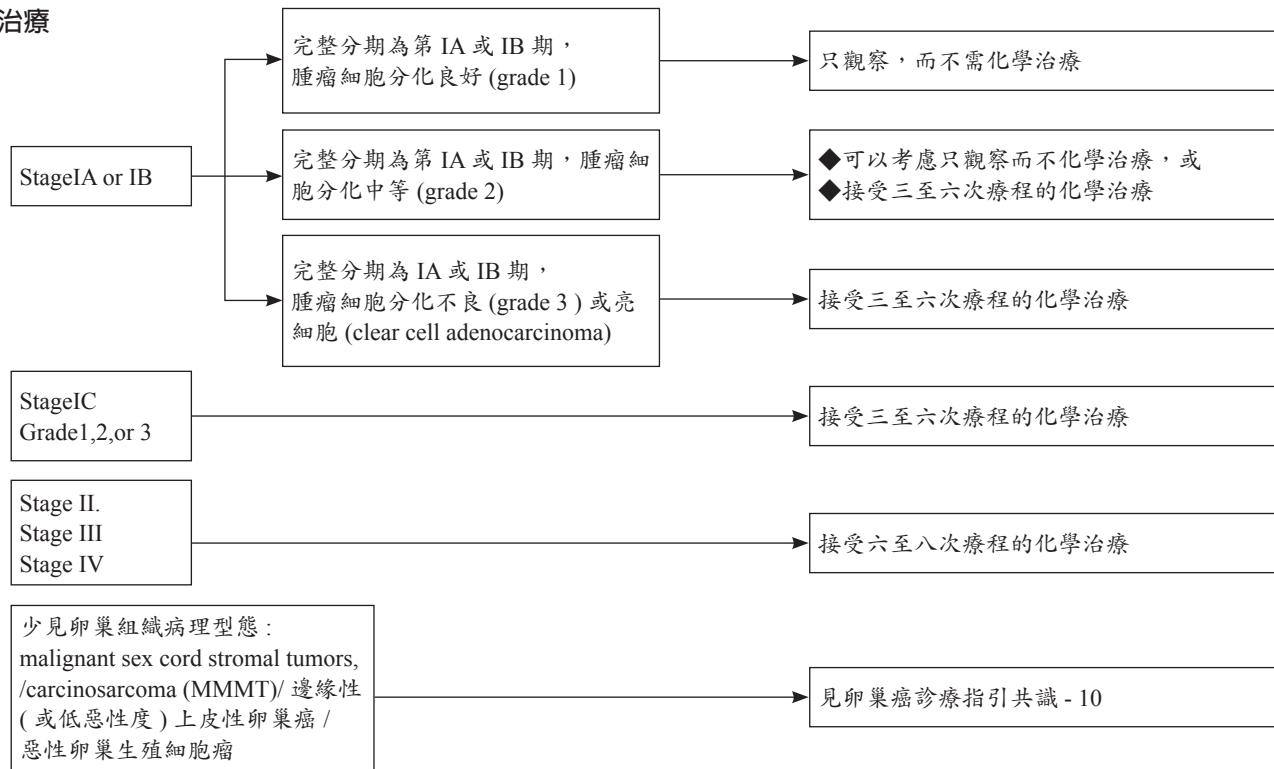 治療
完整分期為第 IA 或 IB 期，
腫瘤細胞分化良好 (grade 1)
只觀察，而不需化學治療
StageIA or IB
完整分期為第 IA 或 IB 期，腫瘤細
胞分化中等 (grade 2)
◆可以考慮只觀察而不化學治療，或
◆接受三至六次療程的化學治療
完整分期為 IA 或 IB 期，
腫瘤細胞分化不良 (grade 3 ) 或亮
細胞 (clear cell adenocarcinoma)
接受三至六次療程的化學治療
StageIC
Grade1,2,or 3
接受三至六次療程的化學治療
Stage II.
Stage III
Stage IV
接受六至八次療程的化學治療
少見卵巢組織病理型態 :
malignant sex cord stromal tumors,
/carcinosarcoma (MMMT)/ 邊緣性
( 或低惡性度 ) 上皮性卵巢癌 /
惡性卵巢生殖細胞瘤
見卵巢癌診療指引共識 - 10